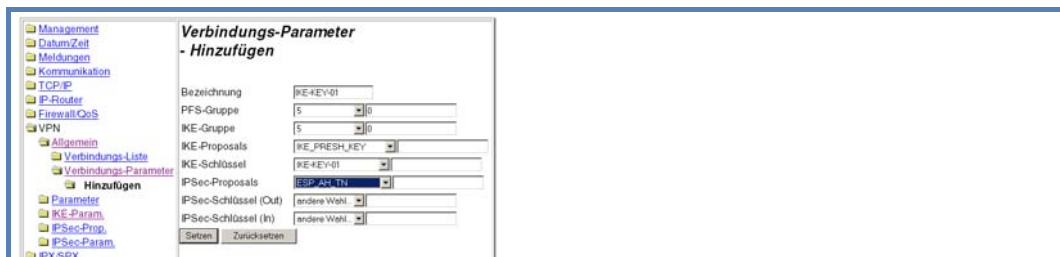 Management
Datum/Zeit
Meldungen
Kommunikation
TCP/IP
IP-Router
Firewall/QoS
VPN
Allgemein
Verbindungs-Liste
Verbindungs-Parameter
Hinzufügen
Parameter
IKE-Param.
IPSec-Prop.
IPSec-Param.
IPX/SPX
Verbindungs-Parameter
- Hinzufügen
Bezeichnung IKE-KEY-01
PFS-Gruppe 5 0
IKE-Gruppe 5 0
IKE-Proposals IKE_PRESH_KEY
IKE-Schlüssel IKE-KEY-01
IPSec-Proposals ESP_AH_TN
IPSec-Schlüssel (Out) andere Wahl..
IPSec-Schlüssel (In) andere Wahl..
Setzen Zurücksetzen